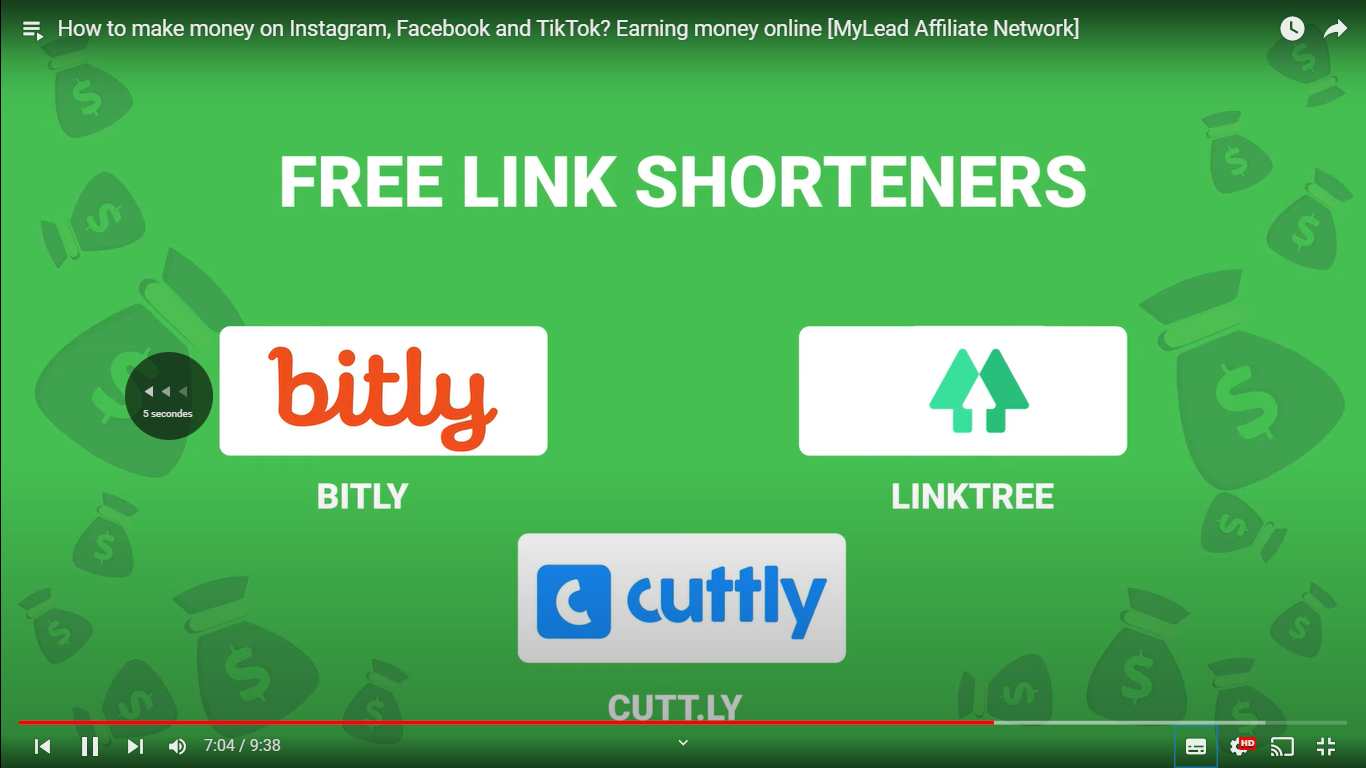 How to make money on Instagram, Facebook and TikTok? Earning money online [MyLead Affiliate Network]
FREE LINK SHORTENERS
bitly
5 secondes
BITLY
LINKTREE
cuttly
CUTT.LY
7:04 / 9:38
HD